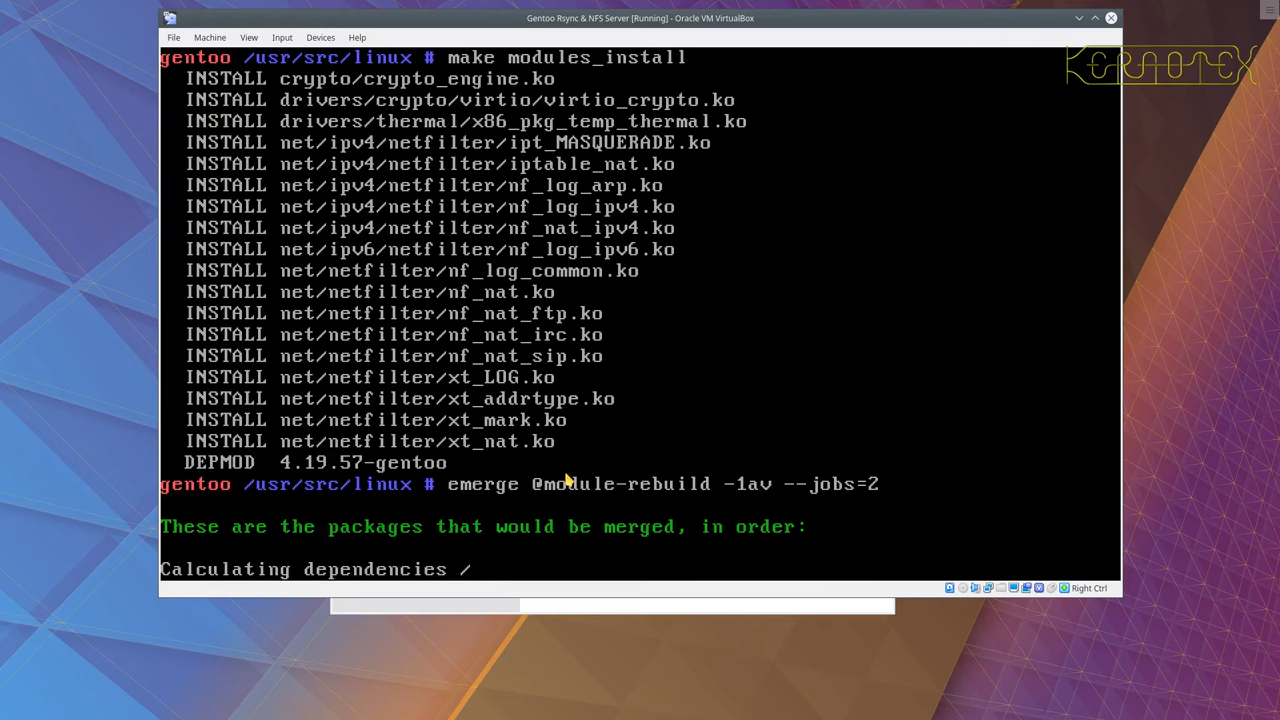 Gentoo Rsync & NFS Server [Running] - Oracle VM VirtualBox
File Machine View Input Devices Help
KERNOTEX
gentoo /usr/src/linux # make modules_install
INSTALL crypto/crypto_engine.ko
INSTALL drivers/crypto/virtio/virtio_crypto.ko
INSTALL drivers/thermal/x86_pkg_temp_thermal.ko
INSTALL net/ipv4/netfilter/ipt_MASQUERADE.ko
INSTALL net/ipv4/netfilter/iptable_nat.ko
INSTALL net/ipv4/netfilter/nf_log_arp.ko
INSTALL net/ipv4/netfilter/nf_log_ipv4.ko
INSTALL net/ipv4/netfilter/nf_nat_ipv4.ko
INSTALL net/ipv6/netfilter/nf_log_ipv6.ko
INSTALL net/netfilter/nf_log_common.ko
INSTALL net/netfilter/nf_nat.ko
INSTALL net/netfilter/nf_nat_ftp.ko
INSTALL net/netfilter/nf_nat_irc.ko
INSTALL net/netfilter/nf_nat_sip.ko
INSTALL net/netfilter/xt_LOG.ko
INSTALL net/netfilter/xt_addrtype.ko
INSTALL net/netfilter/xt_mark.ko
INSTALL net/netfilter/xt_nat.ko
DEPMOD 4.19.57-gentoo
gentoo /usr/src/linux # emerge @module-rebuild -1av --jobs=2
These are the packages that would be merged, in order:
Calculating dependencies /
Right Ctrl